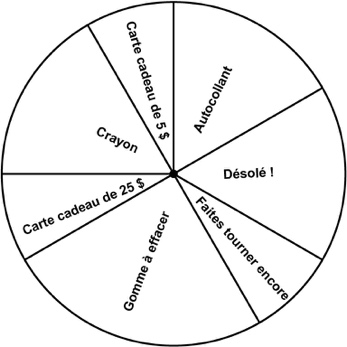 Carte cadeau de 5 $
Autocollant
Crayon
Désolé !
Carte cadeau de 25 $
Faites tourner encore
Gomme à effacer